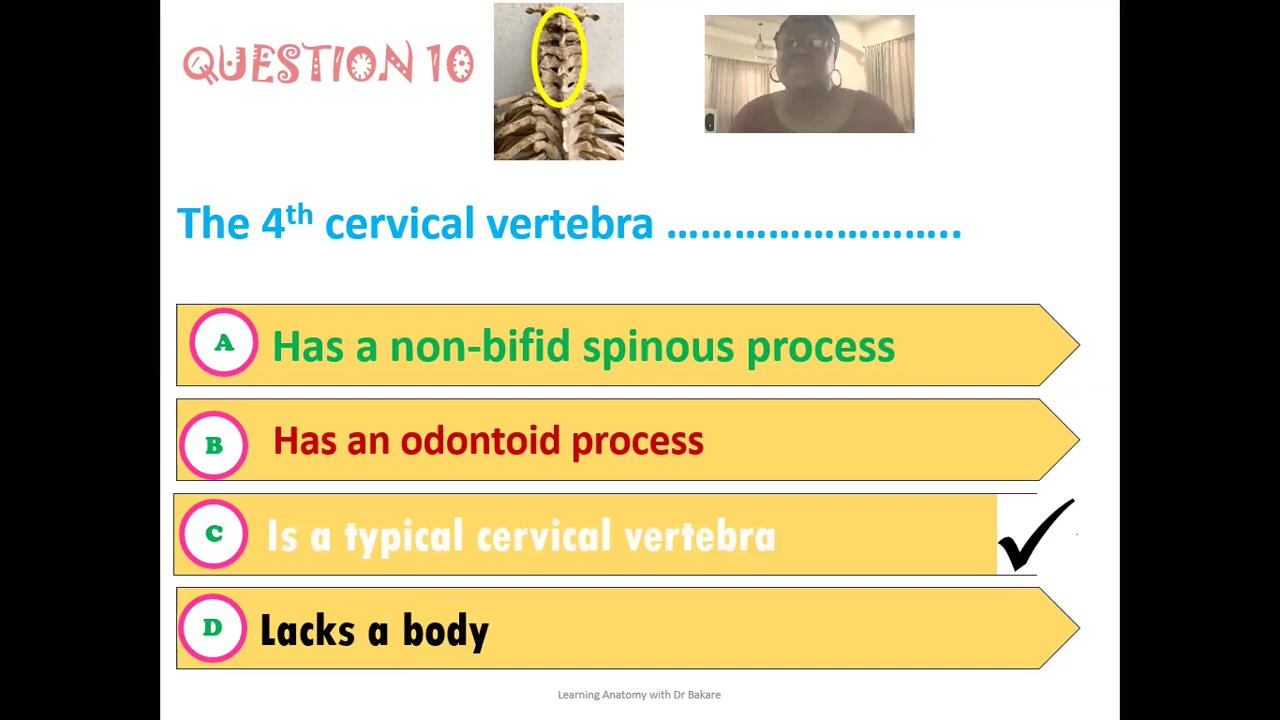 QUESTION 10
The 4th cervical vertebra ……………………..
A Has a non-bifid spinous process
B Has an odontoid process
C Is a typical cervical vertebra
D Lacks a body
Learning Anatomy with Dr Bakare